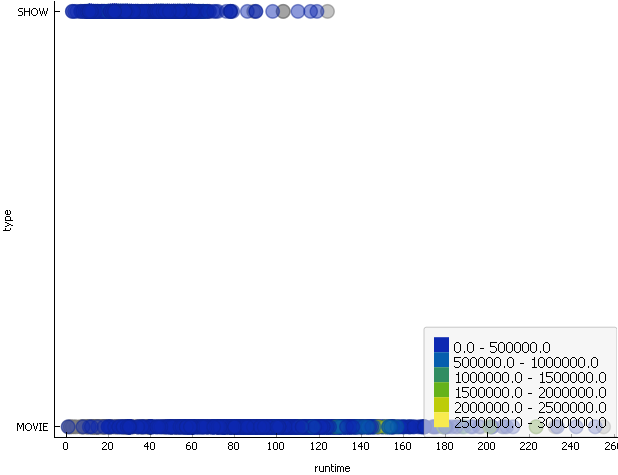 SHOW
type
0.0 - 500000.0
500000.0 - 1000000.0
1000000.0 - 1500000.0
1500000.0 - 2000000.0
2000000.0 - 2500000.0
2500000.0 - 3000000.0
MOVIE
0 20 40 60 80 100 120 140 160 180 200 220 240 260
runtime